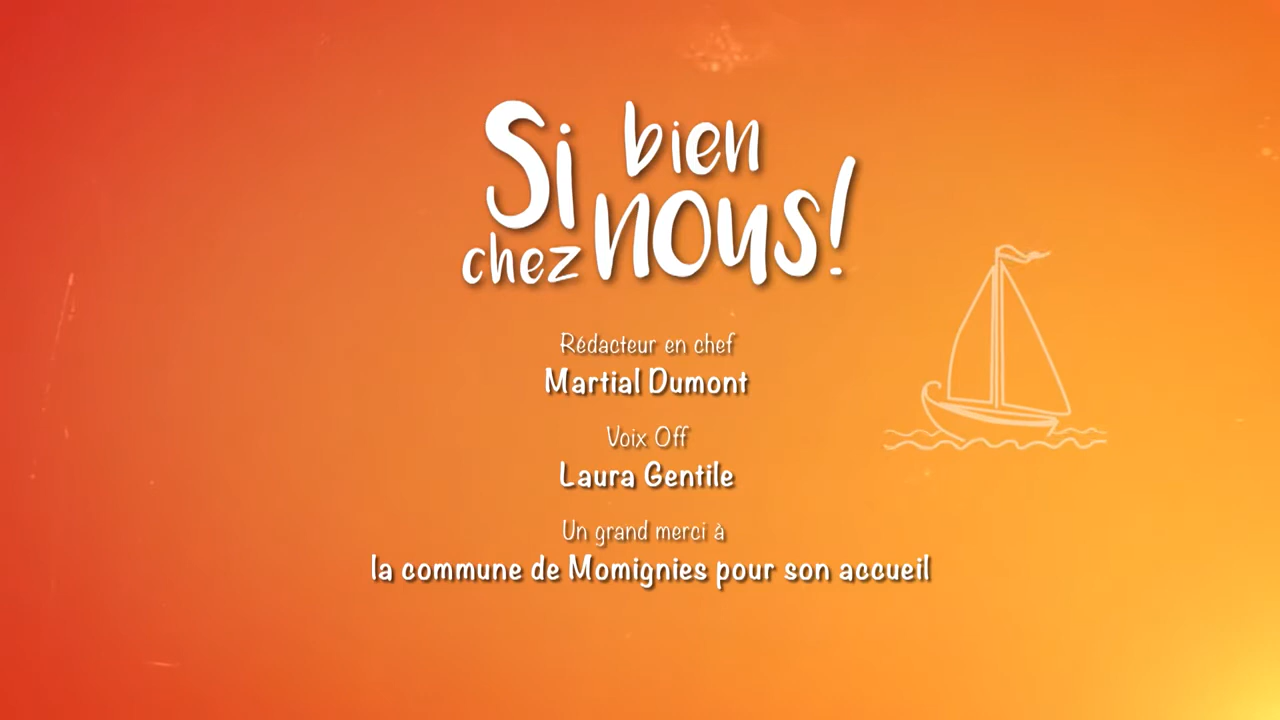 Si bien
chez nous!
Rédacteur en chef
Martial Dumont
Voix Off
Laura Gentile
Un grand merci à
la commune de Momignies pour son accueil